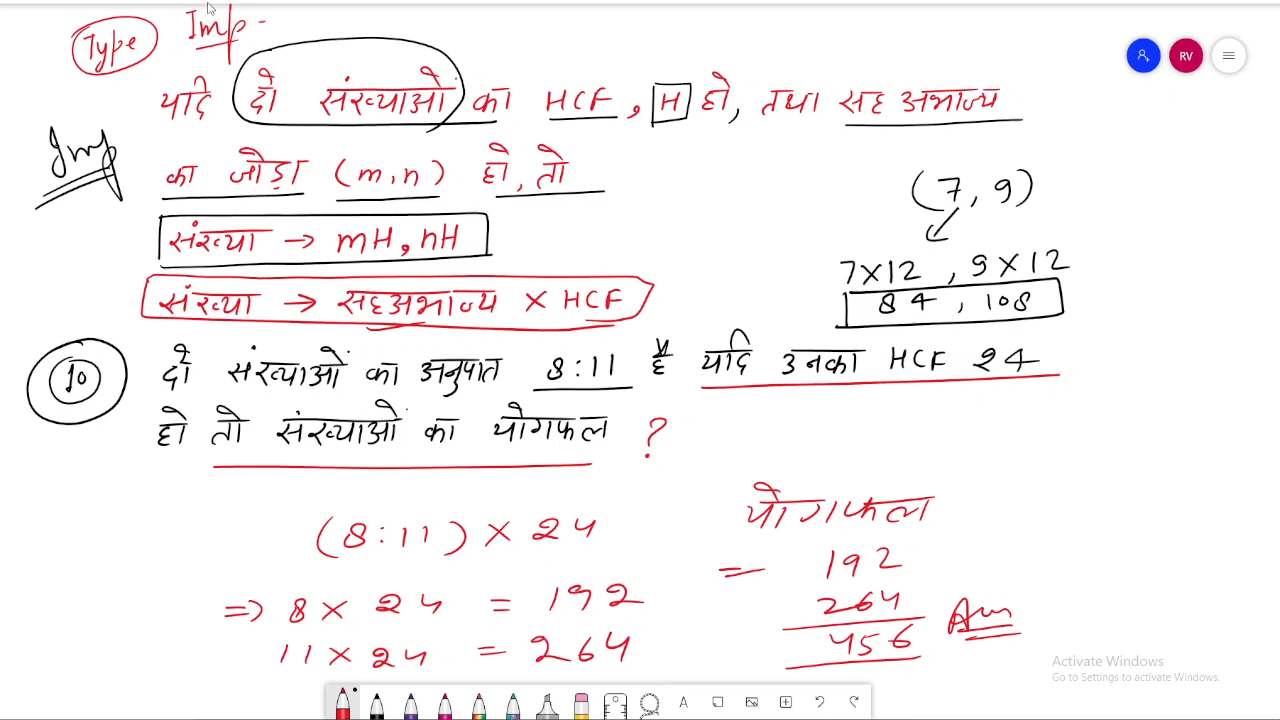 Type Imp -
RV
यदि दो संख्याओं का HCF, H हो, तथा सह अभाज्य
Imp
का जोड़ा (m,n) हो, तो
(7, 9)
संख्या → mH, nH
7×12 , 9×12
84 , 108
संख्या → सहअभाज्य × HCF
10 दो संख्याओं का अनुपात 8:11 है यदि उनका HCF 24
हो तो संख्याओं का योगफल ?
(8:11) × 24
योगफल
= 192
⇒ 8 × 24 = 192
264
11 × 24 = 264
456 Ans
Activate Windows
Go to Settings to activate Windows.
A